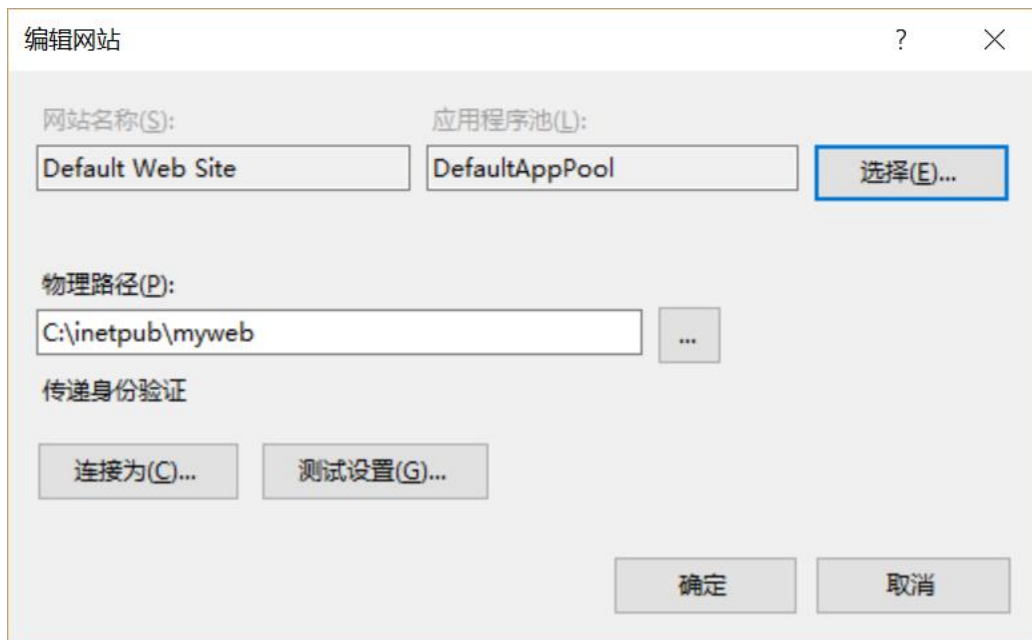 编辑网站 ?
网站名称(S): 应用程序池(L):
Default Web Site DefaultAppPool 选择(E)...
物理路径(P):
C:\inetpub\myweb ...
传递身份验证
连接为(C)... 测试设置(G)...
确定 取消